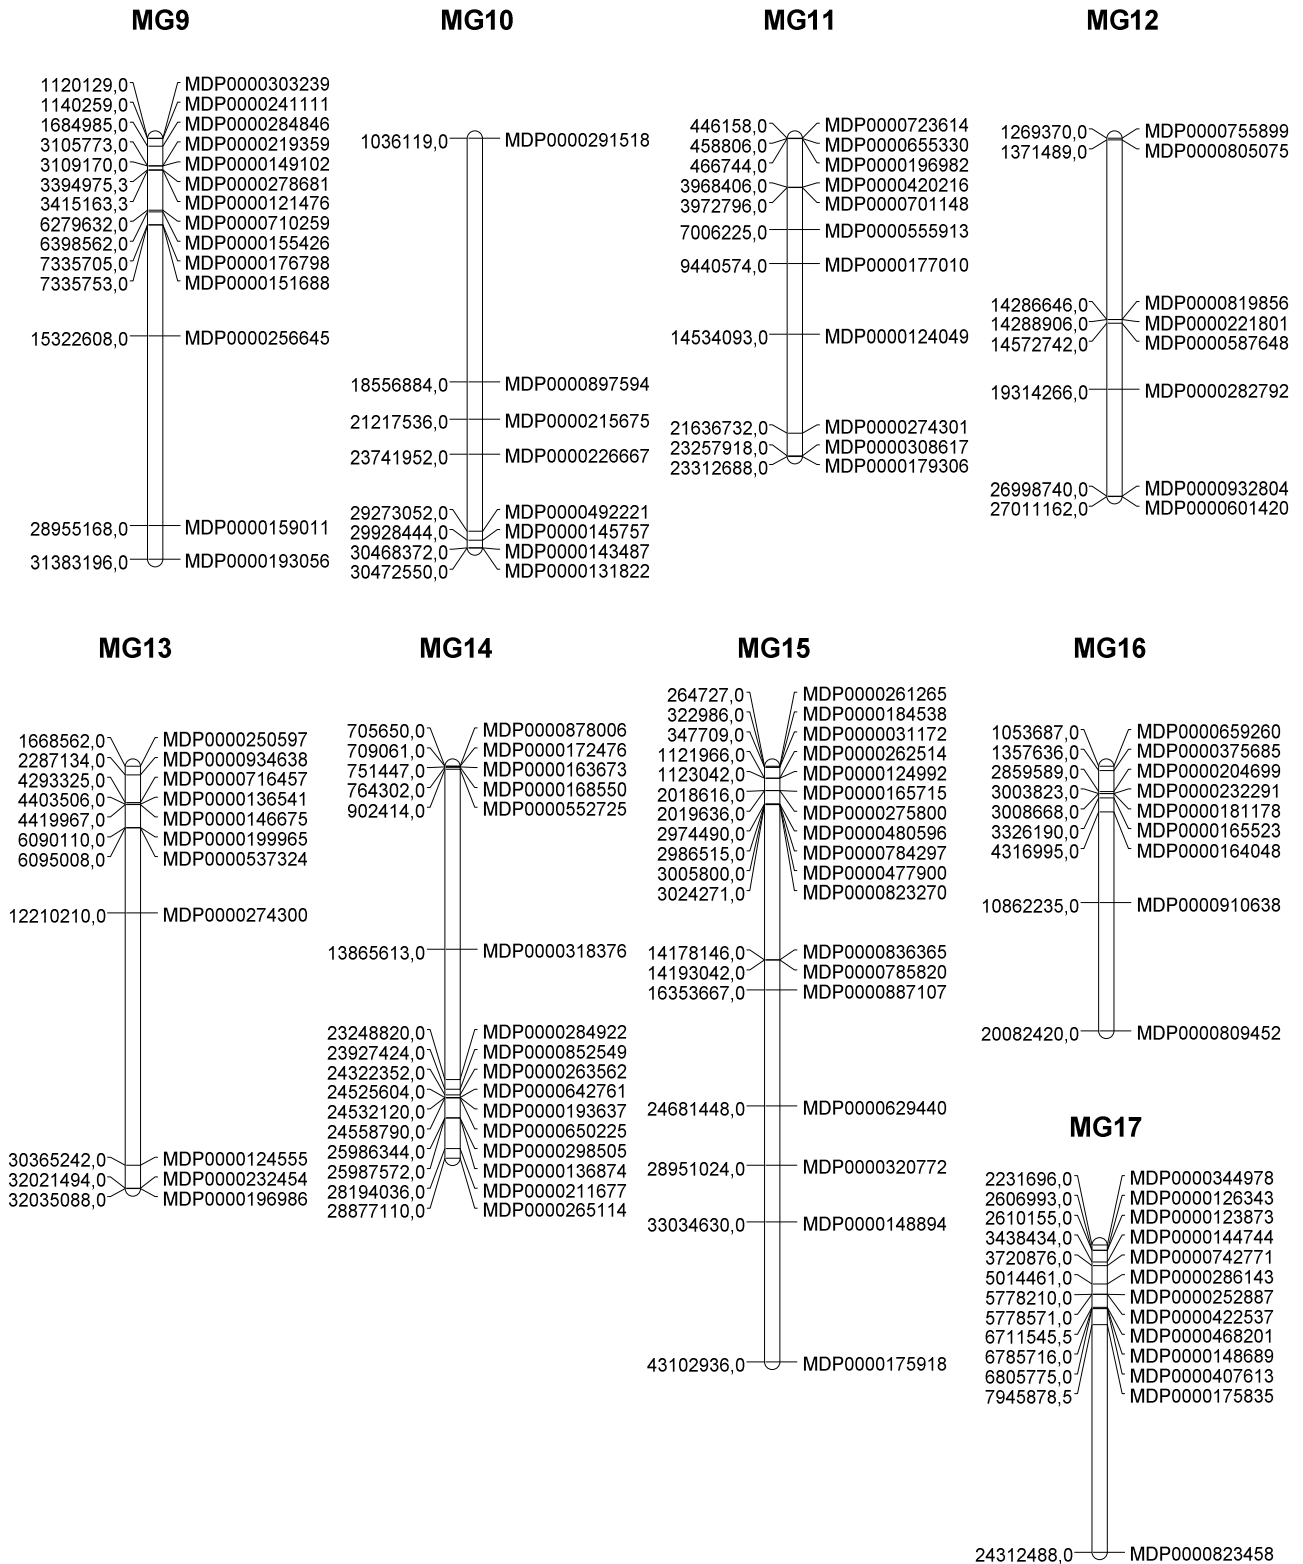 MG9
1120129,0 MDP0000303239
1140259,0 MDP0000241111
1684985,0 MDP0000284846
3105773,0 MDP0000219359
3109170,0 MDP0000149102
3394975,3 MDP0000278681
3415163,3 MDP0000121476
6279632,0 MDP0000710259
6398562,0 MDP0000155426
7335705,0 MDP0000176798
7335753,0 MDP0000151688
15322608,0 MDP0000256645
28955168,0 MDP0000159011
31383196,0 MDP0000193056
MG10
1036119,0 MDP0000291518
18556884,0 MDP0000897594
21217536,0 MDP0000215675
23741952,0 MDP0000226667
29273052,0 MDP0000492221
29928444,0 MDP0000145757
30468372,0 MDP0000143487
30472550,0 MDP0000131822
MG11
446158,0 MDP0000723614
458806,0 MDP0000655330
466744,0 MDP0000196982
3968406,0 MDP0000420216
3972796,0 MDP0000701148
7006225,0 MDP0000555913
9440574,0 MDP0000177010
14534093,0 MDP0000124049
21636732,0 MDP0000274301
23257918,0 MDP0000308617
23312688,0 MDP0000179306
MG12
1269370,0 MDP0000755899
1371489,0 MDP0000805075
14286646,0 MDP0000819856
14288906,0 MDP0000221801
14572742,0 MDP0000587648
19314266,0 MDP0000282792
26998740,0 MDP0000932804
27011162,0 MDP0000601420
MG13
1668562,0 MDP0000250597
2287134,0 MDP0000934638
4293325,0 MDP0000716457
4403506,0 MDP0000136541
4419967,0 MDP0000146675
6090110,0 MDP0000199965
6095008,0 MDP0000537324
12210210,0 MDP0000274300
30365242,0 MDP0000124555
32021494,0 MDP0000232454
32035088,0 MDP0000196986
MG14
705650,0 MDP0000878006
709061,0 MDP0000172476
751447,0 MDP0000163673
764302,0 MDP0000168550
902414,0 MDP0000552725
13865613,0 MDP0000318376
23248820,0 MDP0000284922
23927424,0 MDP0000852549
24322352,0 MDP0000263562
24525604,0 MDP0000642761
24532120,0 MDP0000193637
24558790,0 MDP0000650225
25986344,0 MDP0000298505
25987572,0 MDP0000136874
28194036,0 MDP0000211677
28877110,0 MDP0000265114
MG15
264727,0 MDP0000261265
322986,0 MDP0000184538
347709,0 MDP0000031172
1121966,0 MDP0000262514
1123042,0 MDP0000124992
2018616,0 MDP0000165715
2019636,0 MDP0000275800
2974490,0 MDP0000480596
2986515,0 MDP0000784297
3005800,0 MDP0000477900
3024271,0 MDP0000823270
14178146,0 MDP0000836365
14193042,0 MDP0000785820
16353667,0 MDP0000887107
24681448,0 MDP0000629440
28951024,0 MDP0000320772
33034630,0 MDP0000148894
43102936,0 MDP0000175918
MG16
1053687,0 MDP0000659260
1357636,0 MDP0000375685
2859589,0 MDP0000204699
3003823,0 MDP0000232291
3008668,0 MDP0000181178
3326190,0 MDP0000165523
4316995,0 MDP0000164048
10862235,0 MDP0000910638
20082420,0 MDP0000809452
MG17
2231696,0 MDP0000344978
2606993,0 MDP0000126343
2610155,0 MDP0000123873
3438434,0 MDP0000144744
3720876,0 MDP0000742771
5014461,0 MDP0000286143
5778210,0 MDP0000252887
5778571,0 MDP0000422537
6711545,5 MDP0000468201
6785716,0 MDP0000148689
6805775,0 MDP0000407613
7945878,5 MDP0000175835
24312488,0 MDP0000823458